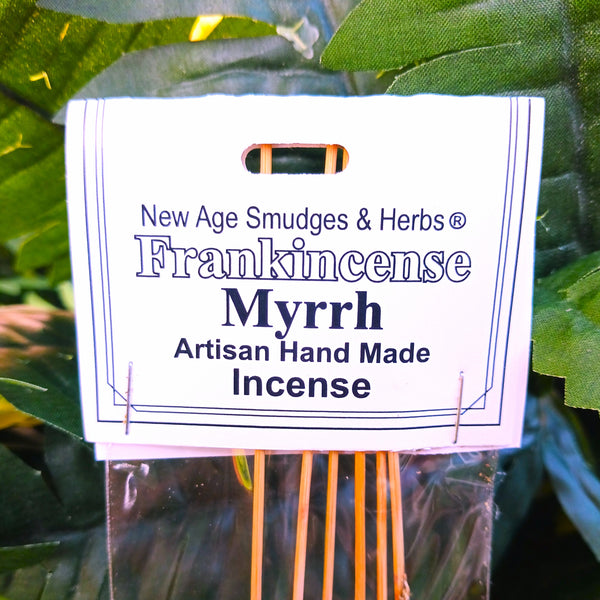 New Age Smudges & Herbs®
Frankincense
Myrrh
Artisan Hand Made
Incense